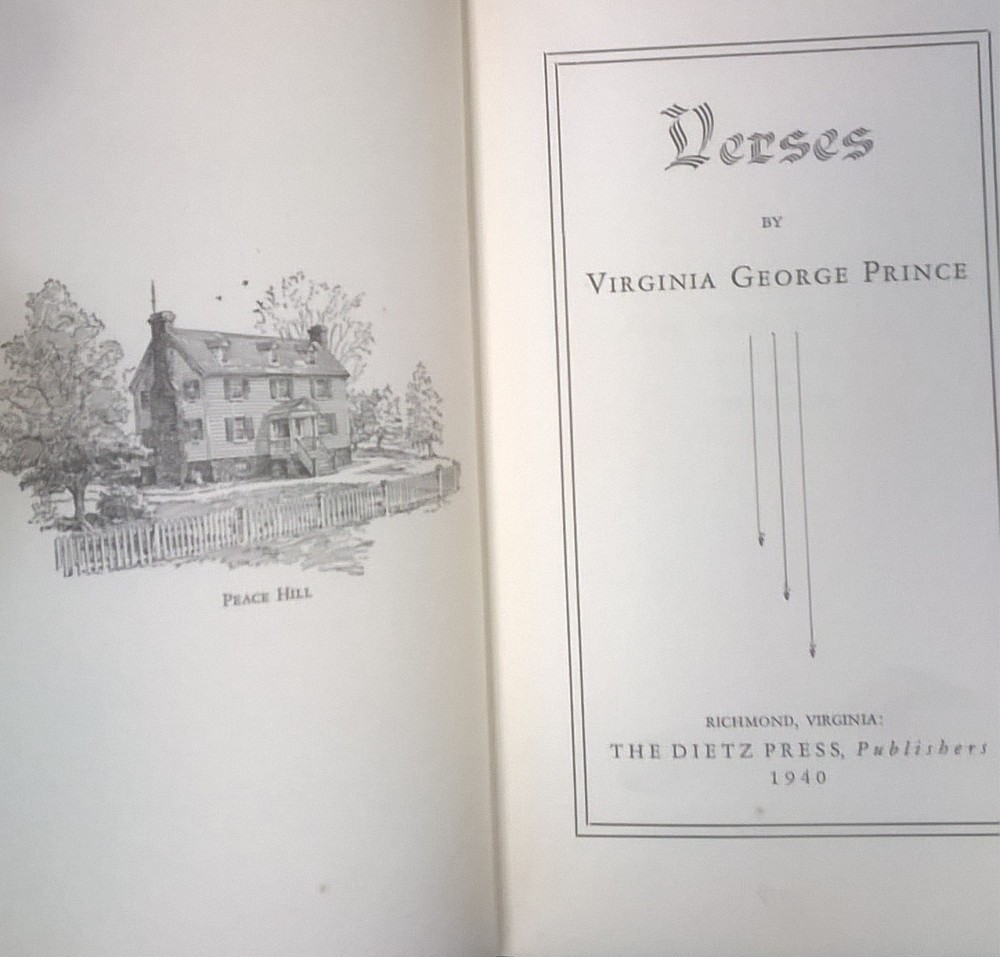 Peace Hill
Verses
BY
Virginia George Prince
RICHMOND, VIRGINIA:
THE DIETZ PRESS, Publishers
1940